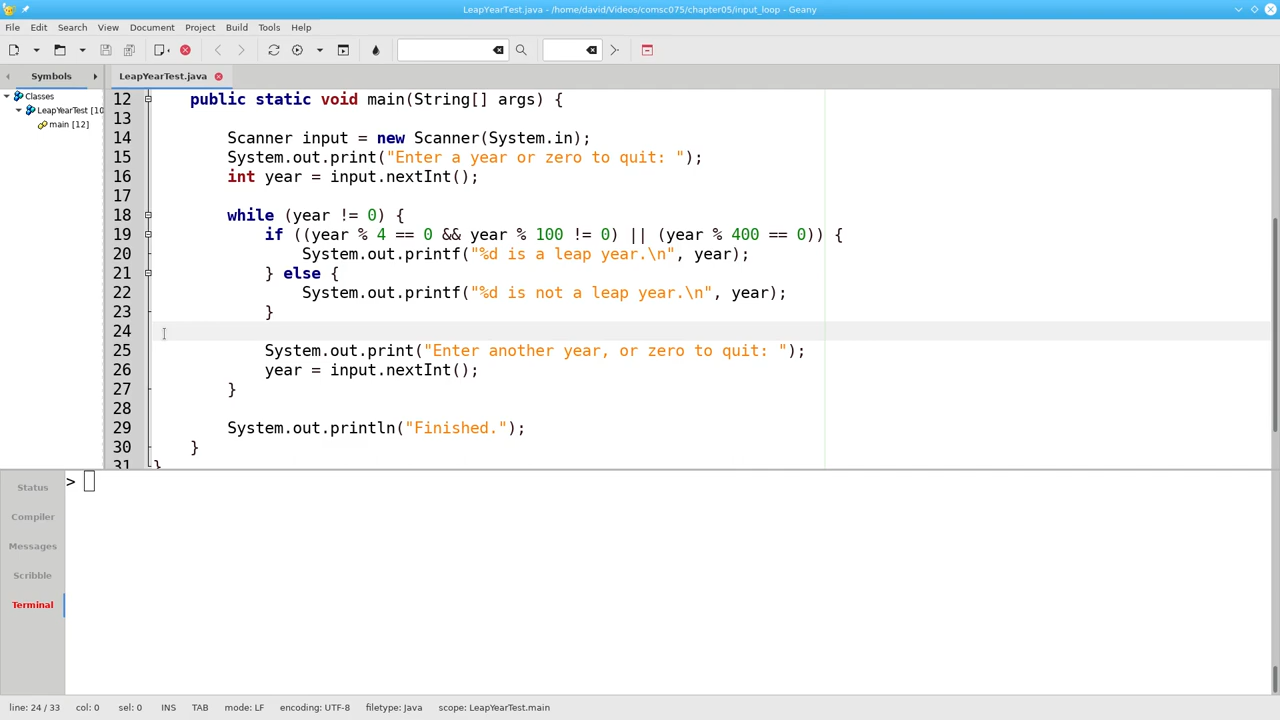 LeapYearTest.java - /home/david/Videos/comsc075/chapter05/input_loop - Geany
File Edit Search View Document Project Build Tools Help
Symbols LeapYearTest.java
Classes
LeapYearTest [10
main [12]
12 public static void main(String[] args) {
13
14 Scanner input = new Scanner(System.in);
15 System.out.print("Enter a year or zero to quit: ");
16 int year = input.nextInt();
17
18 while (year != 0) {
19 if ((year % 4 == 0 && year % 100 != 0) || (year % 400 == 0)) {
20 System.out.printf("%d is a leap year.\n", year);
21 } else {
22 System.out.printf("%d is not a leap year.\n", year);
23 }
24
25 System.out.print("Enter another year, or zero to quit: ");
26 year = input.nextInt();
27 }
28
29 System.out.println("Finished.");
30 }
31 }
>
Status
Compiler
Messages
Scribble
Terminal
line: 24 / 33 col: 0 sel: 0 INS TAB mode: LF encoding: UTF-8 filetype: Java scope: LeapYearTest.main